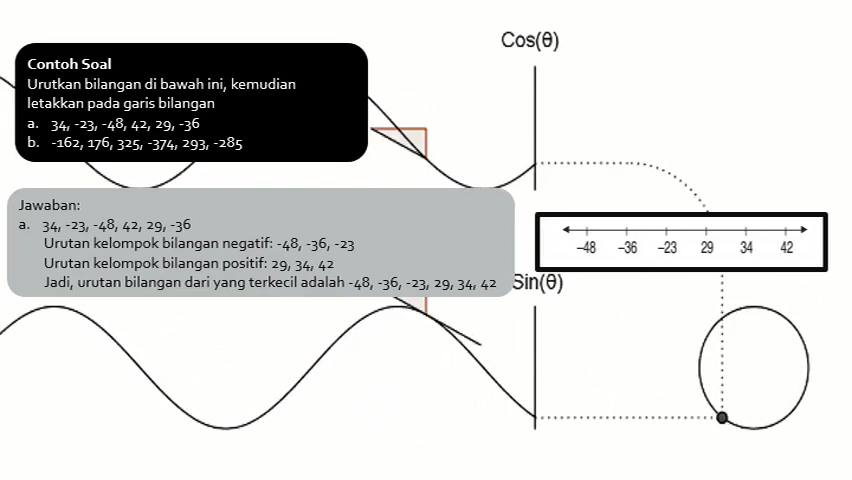 Cos(θ)
Contoh Soal
Urutkan bilangan di bawah ini, kemudian
letakkan pada garis bilangan
a. 34, -23, -48, 42, 29, -36
b. -162, 176, 325, -374, 293, -285
Jawaban:
a. 34, -23, -48, 42, 29, -36
Urutan kelompok bilangan negatif: -48, -36, -23
Urutan kelompok bilangan positif: 29, 34, 42
Jadi, urutan bilangan dari yang terkecil adalah -48, -36, -23, 29, 34, 42
−48 −36 −23 29 34 42
Sin(θ)